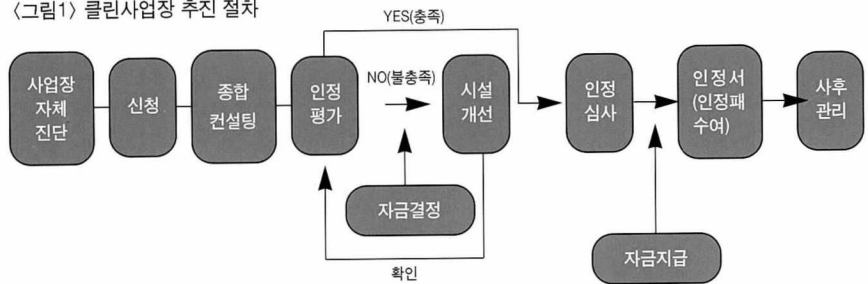 〈그림1〉 클린사업장 추진 절차
YES(충족)
사업장
자체
진단
신청
종합
컨설팅
인정
평가
NO(불충족)
시설
개선
인정
심사
인정서
(인정패
수여)
사후
관리
자금결정
자금지급
확인